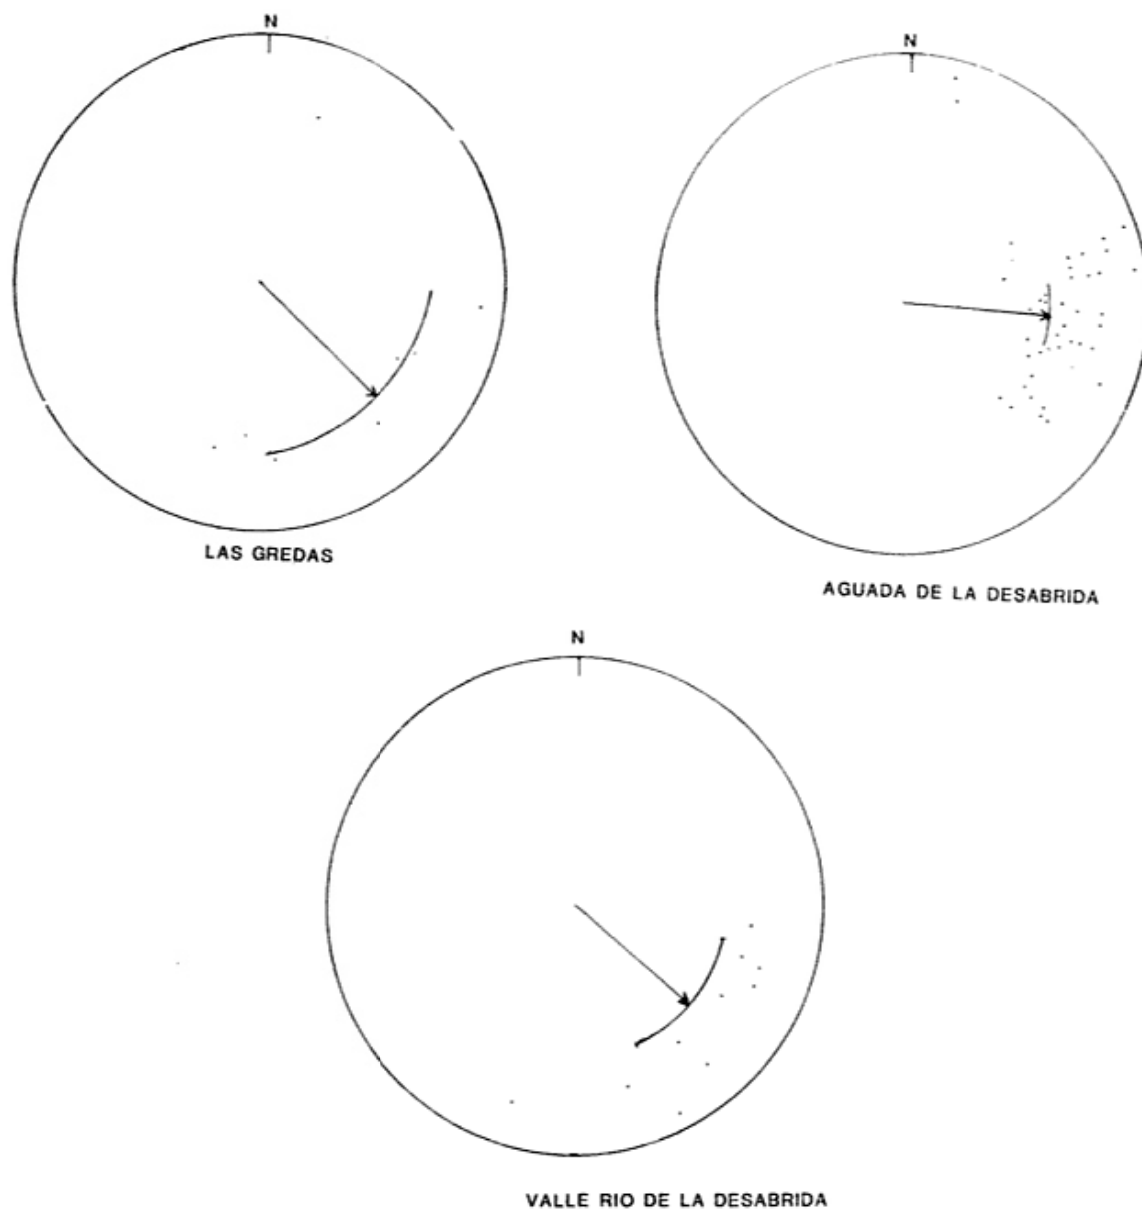 N
LAS GREDAS
N
AGUADA DE LA DESABRIDA
N
VALLE RIO DE LA DESABRIDA